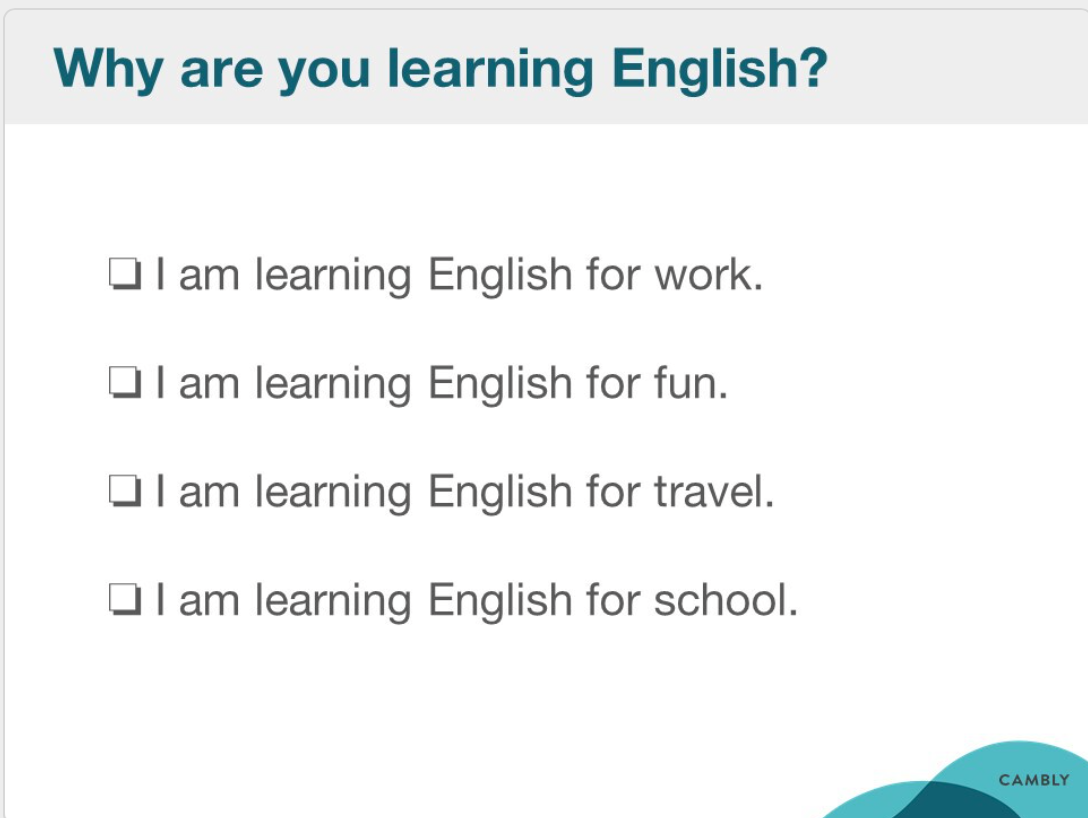 Why are you learning English?
❏ I am learning English for work.
❏ I am learning English for fun.
❏ I am learning English for travel.
❏ I am learning English for school.
CAMBLY